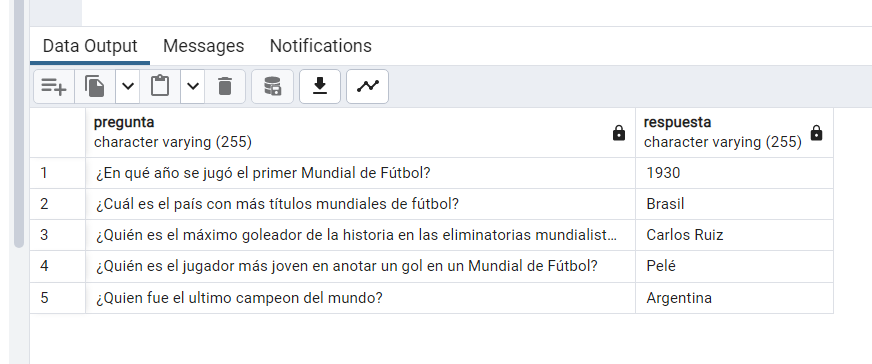 Data Output Messages Notifications
pregunta respuesta
character varying (255) character varying (255)
1 ¿En qué año se jugó el primer Mundial de Fútbol? 1930
2 ¿Cuál es el país con más títulos mundiales de fútbol? Brasil
3 ¿Quién es el máximo goleador de la historia en las eliminatorias mundialist... Carlos Ruiz
4 ¿Quién es el jugador más joven en anotar un gol en un Mundial de Fútbol? Pelé
5 ¿Quien fue el ultimo campeon del mundo? Argentina